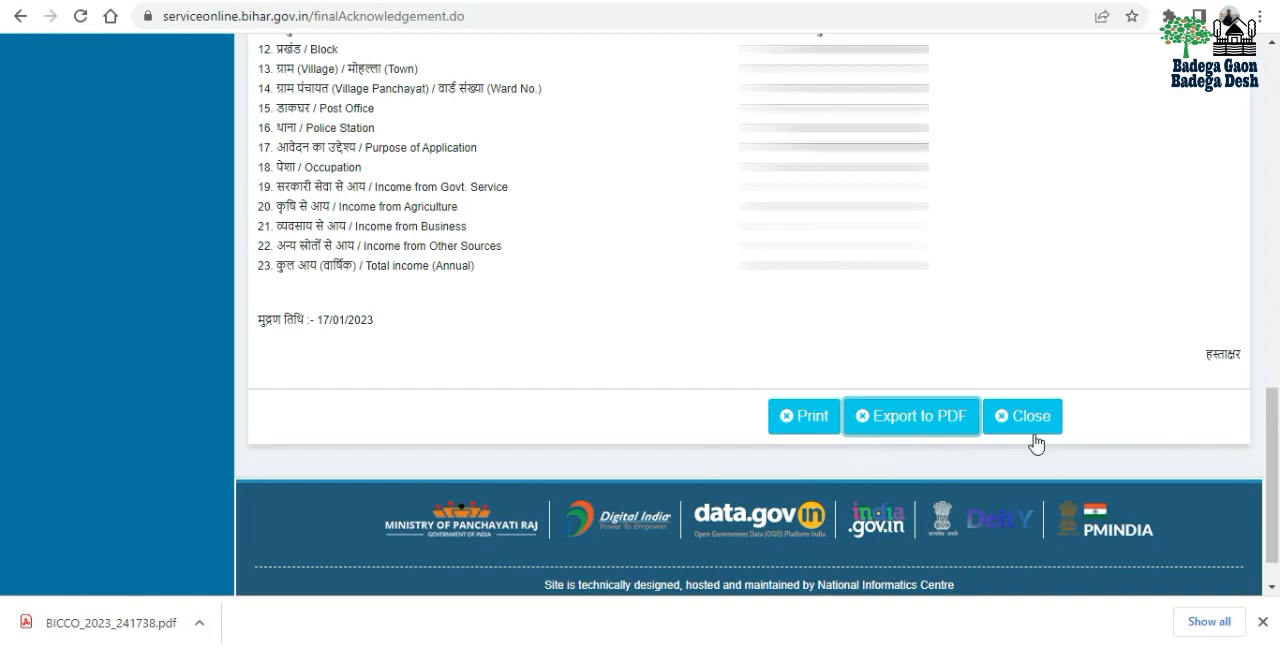 serviceonline.bihar.gov.in/finalAcknowledgement.do
Badega Gaon
Badega Desh
12. प्रखंड / Block
13. ग्राम (Village) / मोहल्ला (Town)
14. ग्राम पंचायत (Village Panchayat) / वार्ड संख्या (Ward No.)
15. डाकघर / Post Office
16. थाना / Police Station
17. आवेदन का उद्देश्य / Purpose of Application
18. पेशा / Occupation
19. सरकारी सेवा से आय / Income from Govt. Service
20. कृषि से आय / Income from Agriculture
21. व्यवसाय से आय / Income from Business
22. अन्य स्रोतों से आय / Income from Other Sources
23. कुल आय (वार्षिक) / Total income (Annual)
मुद्रण तिथि :- 17/01/2023
हस्ताक्षर
Print Export to PDF Close
MINISTRY OF PANCHAYATI RAJ
GOVERNMENT OF INDIA
Digital India
Power To Empower
data.gov in
Open Government Data (OGD) Platform India
india
.gov.in
DeitY
PMINDIA
Site is technically designed, hosted and maintained by National Informatics Centre
BICCO_2023_241738.pdf
Show all